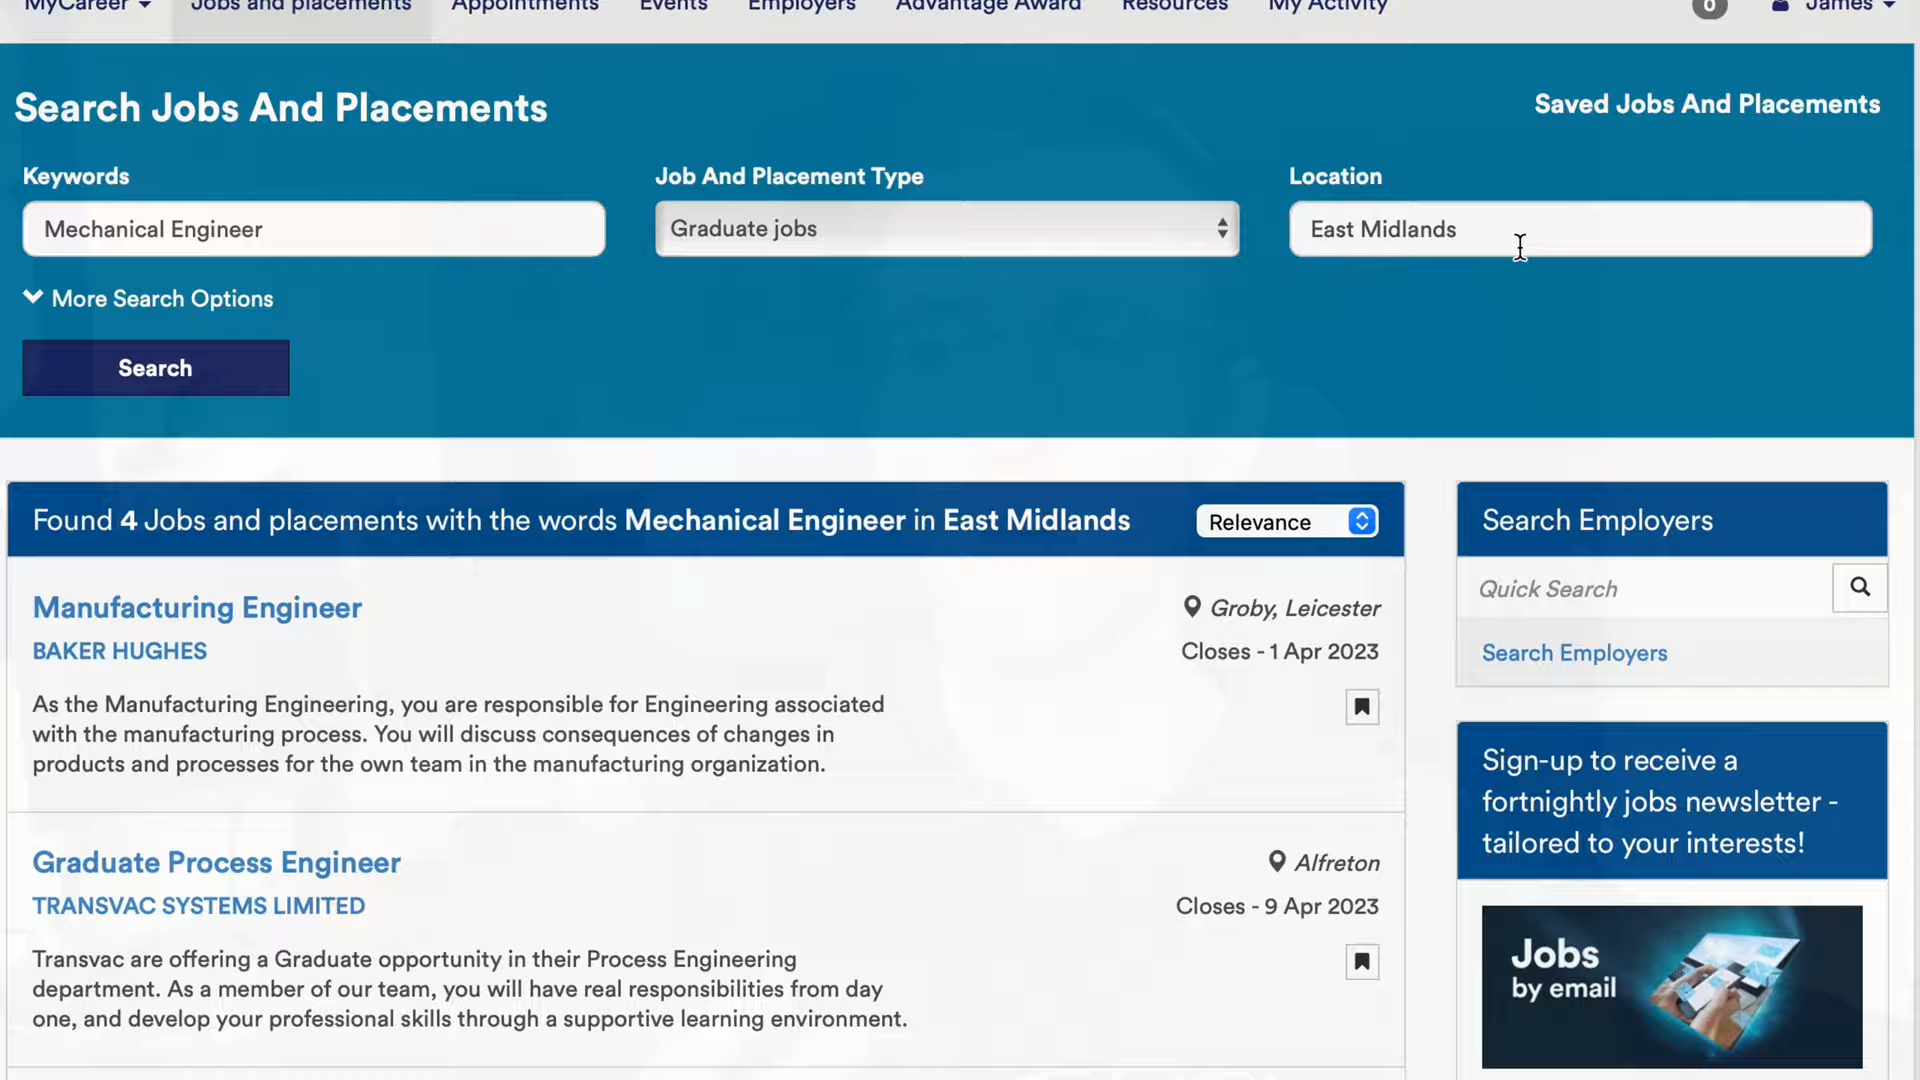 MyCareer Jobs and placements Appointments Events Employers Advantage Award Resources My Activity 0 James
Search Jobs And Placements
Saved Jobs And Placements
Keywords
Job And Placement Type
Location
Mechanical Engineer
Graduate jobs
East Midlands
More Search Options
Search
Found 4 Jobs and placements with the words Mechanical Engineer in East Midlands
Relevance
Manufacturing Engineer
Groby, Leicester
BAKER HUGHES
Closes - 1 Apr 2023
As the Manufacturing Engineering, you are responsible for Engineering associated
with the manufacturing process. You will discuss consequences of changes in
products and processes for the own team in the manufacturing organization.
Graduate Process Engineer
Alfreton
TRANSVAC SYSTEMS LIMITED
Closes - 9 Apr 2023
Transvac are offering a Graduate opportunity in their Process Engineering
department. As a member of our team, you will have real responsibilities from day
one, and develop your professional skills through a supportive learning environment.
Search Employers
Quick Search
Search Employers
Sign-up to receive a
fortnightly jobs newsletter -
tailored to your interests!
Jobs
by email